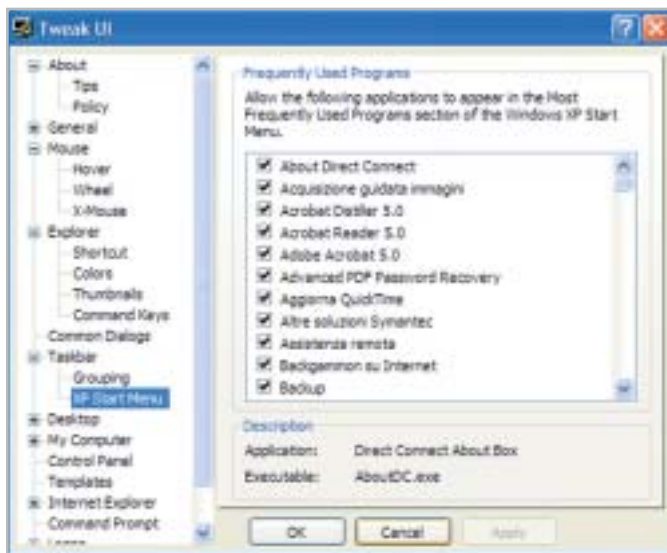 Tweak UI
About
Tips
Policy
General
Mouse
Hover
Wheel
X-Mouse
Explorer
Shortcut
Colors
Thumbnails
Command Keys
Common Dialogs
Taskbar
Grouping
XP Start Menu
Desktop
My Computer
Control Panel
Templates
Internet Explorer
Command Prompt
Frequently Used Programs
Allow the following applications to appear in the Most
Frequently Used Programs section of the Windows XP Start
Menu.
About Direct Connect
Acquisizione guidata immagini
Acrobat Distiller 5.0
Acrobat Reader 5.0
Adobe Acrobat 5.0
Advanced PDF Password Recovery
Aggiorna QuickTime
Altre soluzioni Symantec
Assistenza remota
Backgammon su Internet
Backup
Description
Application: Direct Connect About Box
Executable: AboutDC.exe
OK
Cancel
Apply